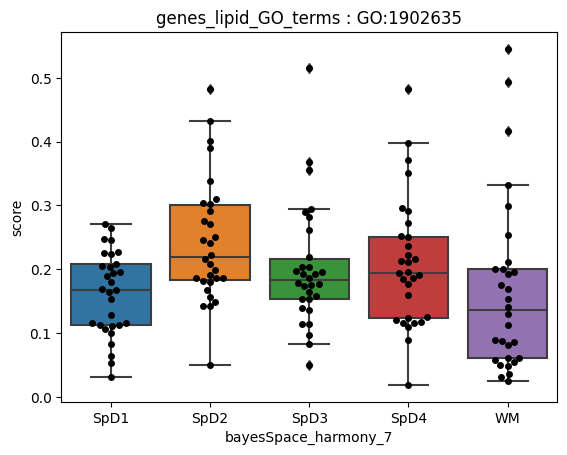 genes_lipid_GO_terms : GO:1902635
score
0.5
0.4
0.3
0.2
0.1
0.0
SpD1 SpD2 SpD3 SpD4 WM
bayesSpace_harmony_7